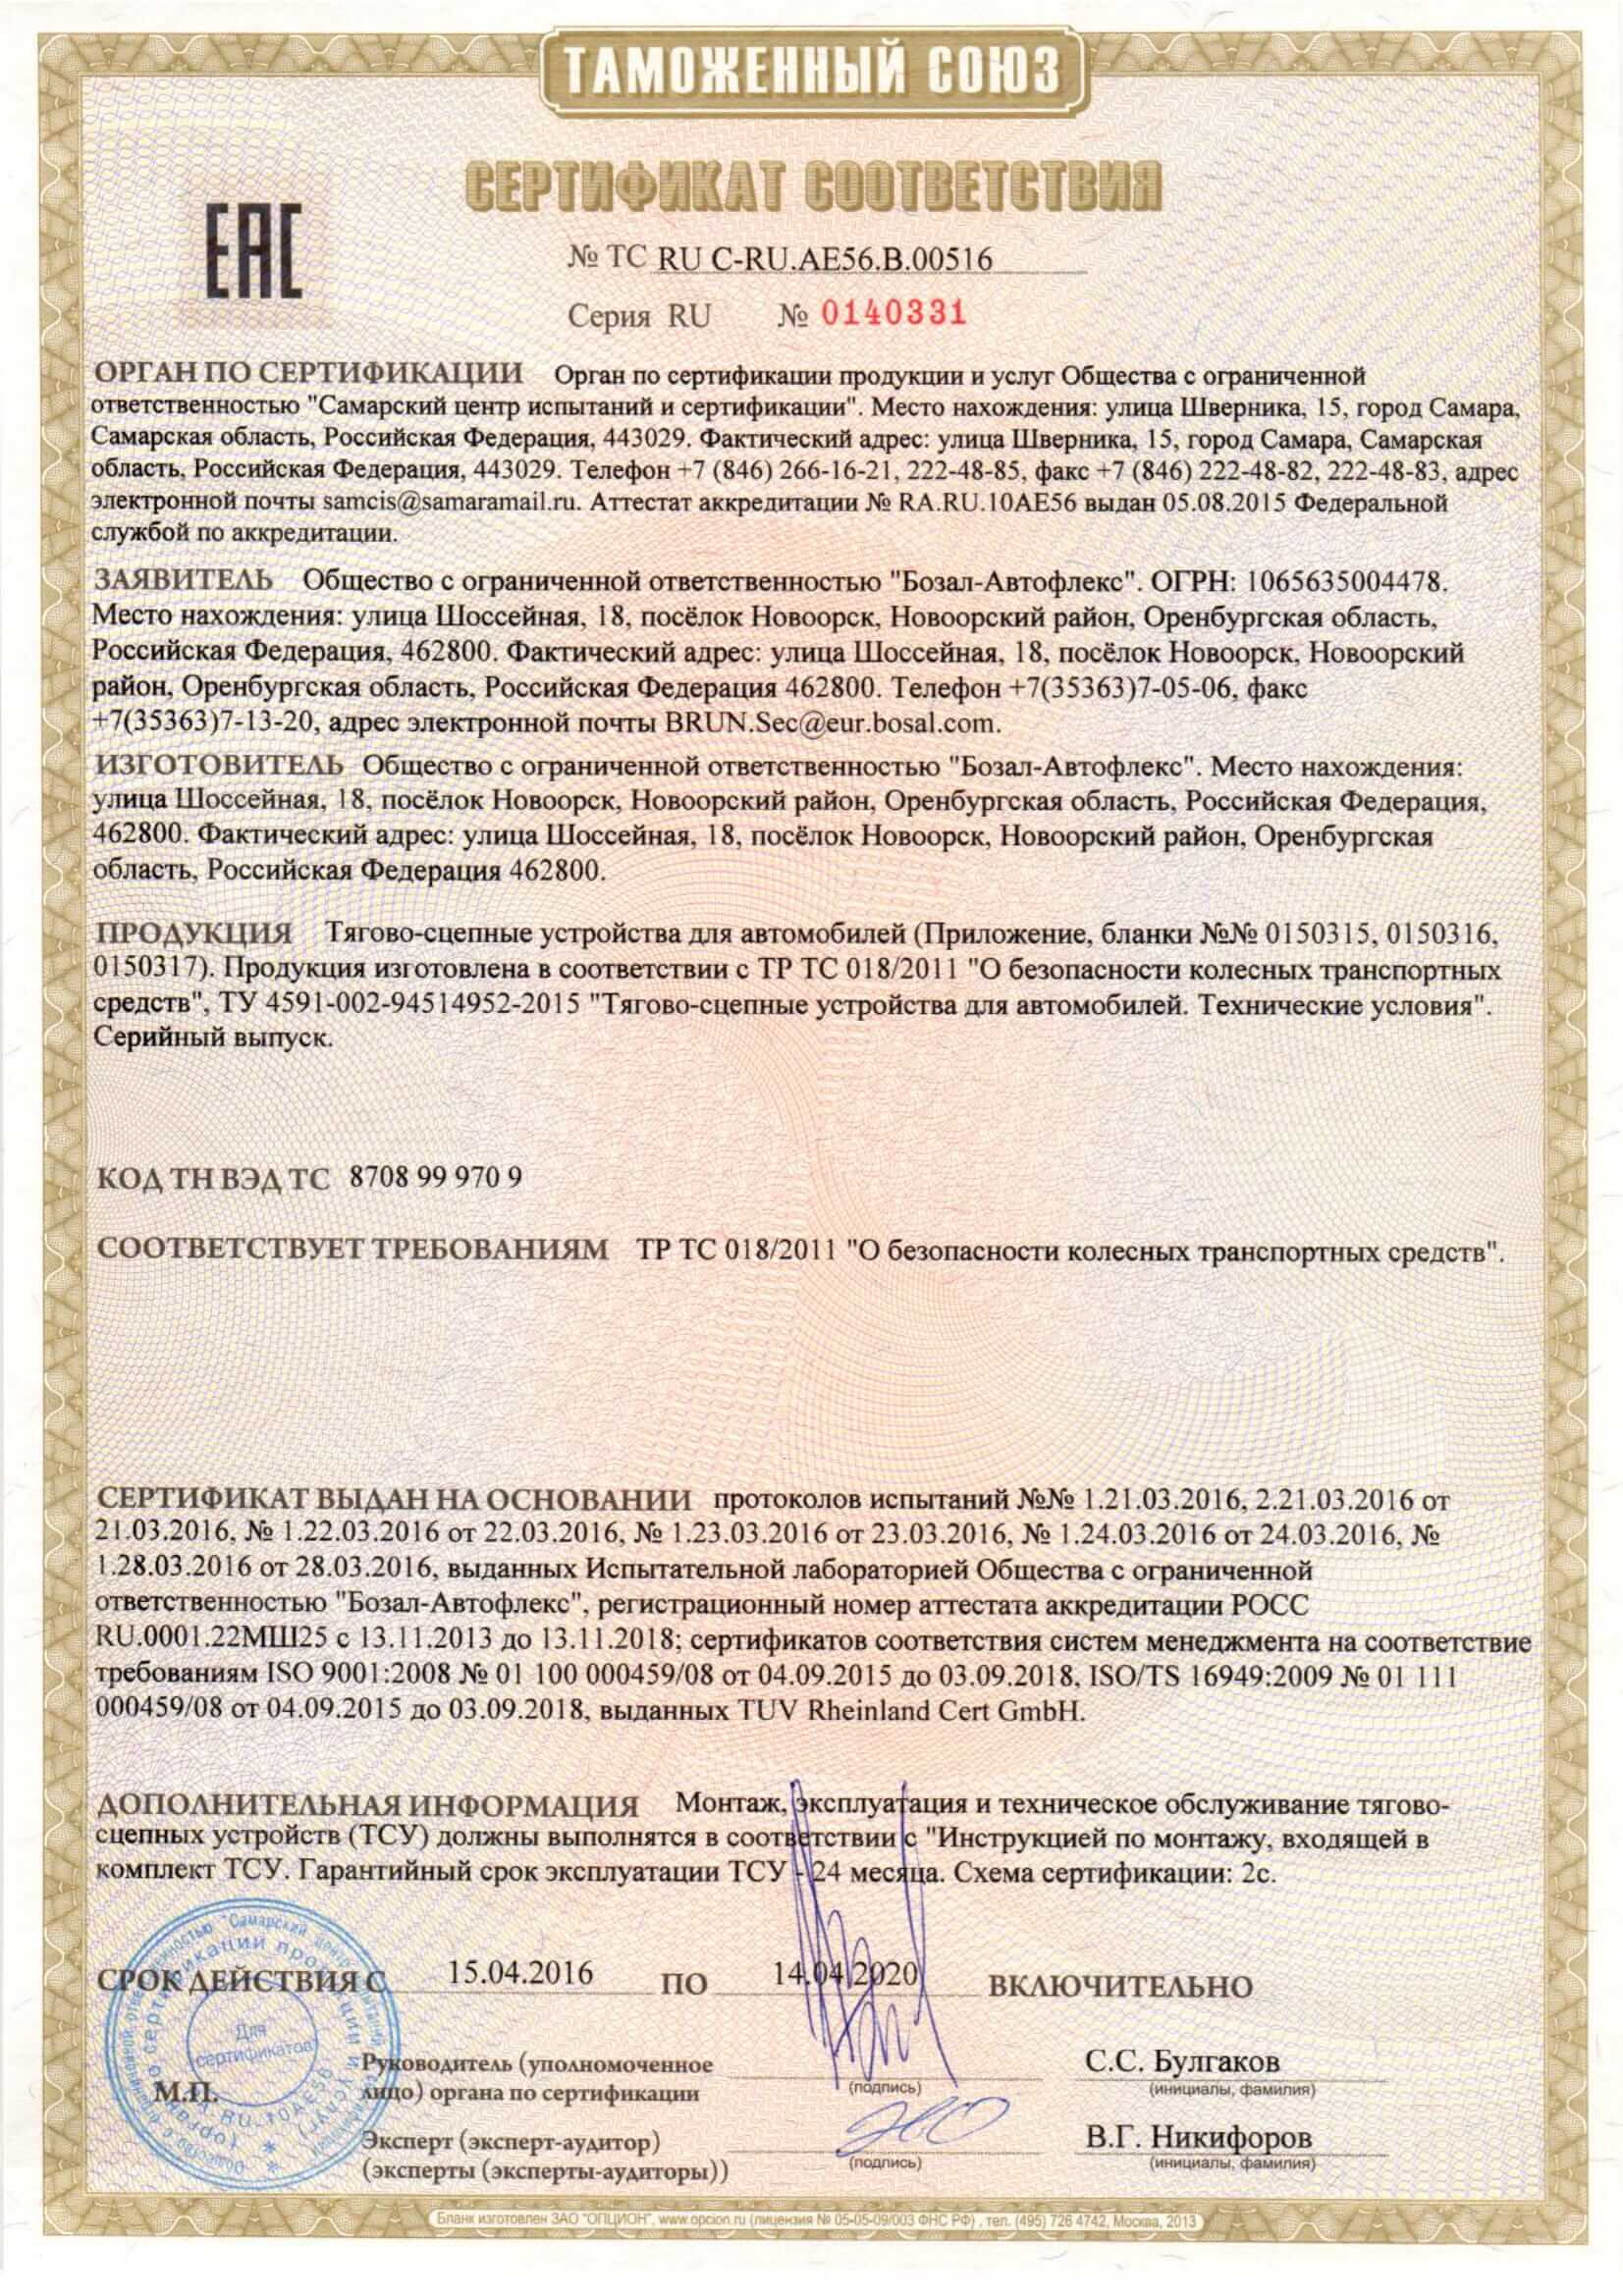 ТАМОЖЕННЫЙ СОЮЗ
СЕРТИФИКАТ СООТВЕТСТВИЯ
ЕАС
№ ТС RU С-RU.АЕ56.В.00516
Серия RU № 0140331
ОРГАН ПО СЕРТИФИКАЦИИ Орган по сертификации продукции и услуг Общества с ограниченной
ответственностью "Самарский центр испытаний и сертификации". Место нахождения: улица Шверника, 15, город Самара,
Самарская область, Российская Федерация, 443029. Фактический адрес: улица Шверника, 15, город Самара, Самарская
область, Российская Федерация, 443029. Телефон +7 (846) 266-16-21, 222-48-85, факс +7 (846) 222-48-82, 222-48-83, адрес
электронной почты samcis@samaramail.ru. Аттестат аккредитации № RA.RU.10АЕ56 выдан 05.08.2015 Федеральной
службой по аккредитации.
ЗАЯВИТЕЛЬ Общество с ограниченной ответственностью "Бозал-Автофлекс". ОГРН: 1065635004478.
Место нахождения: улица Шоссейная, 18, посёлок Новоорск, Новоорский район, Оренбургская область,
Российская Федерация, 462800. Фактический адрес: улица Шоссейная, 18, посёлок Новоорск, Новоорский
район, Оренбургская область, Российская Федерация 462800. Телефон +7(35363)7-05-06, факс
+7(35363)7-13-20, адрес электронной почты BRUN.Sec@eur.bosal.com.
ИЗГОТОВИТЕЛЬ Общество с ограниченной ответственностью "Бозал-Автофлекс". Место нахождения:
улица Шоссейная, 18, посёлок Новоорск, Новоорский район, Оренбургская область, Российская Федерация,
462800. Фактический адрес: улица Шоссейная, 18, посёлок Новоорск, Новоорский район, Оренбургская
область, Российская Федерация 462800.
ПРОДУКЦИЯ Тягово-сцепные устройства для автомобилей (Приложение, бланки №№ 0150315, 0150316,
0150317). Продукция изготовлена в соответствии с ТР ТС 018/2011 "О безопасности колесных транспортных
средств", ТУ 4591-002-94514952-2015 "Тягово-сцепные устройства для автомобилей. Технические условия".
Серийный выпуск.
КОД ТН ВЭД ТС 8708 99 970 9
СООТВЕТСТВУЕТ ТРЕБОВАНИЯМ ТР ТС 018/2011 "О безопасности колесных транспортных средств".
СЕРТИФИКАТ ВЫДАН НА ОСНОВАНИИ протоколов испытаний №№ 1.21.03.2016, 2.21.03.2016 от
21.03.2016, № 1.22.03.2016 от 22.03.2016, № 1.23.03.2016 от 23.03.2016, № 1.24.03.2016 от 24.03.2016, №
1.28.03.2016 от 28.03.2016, выданных Испытательной лабораторией Общества с ограниченной
ответственностью "Бозал-Автофлекс", регистрационный номер аттестата аккредитации РОСС
RU.0001.22МШ25 с 13.11.2013 до 13.11.2018; сертификатов соответствия систем менеджмента на соответствие
требованиям ISO 9001:2008 № 01 100 000459/08 от 04.09.2015 до 03.09.2018, ISO/TS 16949:2009 № 01 111
000459/08 от 04.09.2015 до 03.09.2018, выданных TUV Rheinland Cert GmbH.
ДОПОЛНИТЕЛЬНАЯ ИНФОРМАЦИЯ Монтаж, эксплуатация и техническое обслуживание тягово-
сцепных устройств (ТСУ) должны выполнятся в соответствии с "Инструкцией по монтажу, входящей в
комплект ТСУ. Гарантийный срок эксплуатации ТСУ - 24 месяца. Схема сертификации: 2с.
СРОК ДЕЙСТВИЯ С 15.04.2016 ПО 14.04.2020 ВКЛЮЧИТЕЛЬНО
Для
сертификатов
М.П.
Руководитель (уполномоченное
лицо) органа по сертификации
(подпись)
С.С. Булгаков
(инициалы, фамилия)
Эксперт (эксперт-аудитор)
(эксперты (эксперты-аудиторы))
(подпись)
В.Г. Никифоров
(инициалы, фамилия)
Бланк изготовлен ЗАО "ОПЦИОН", www.opcion.ru (лицензия № 05-05-09/003 ФНС РФ), тел. (495) 726 4742, Москва, 2013